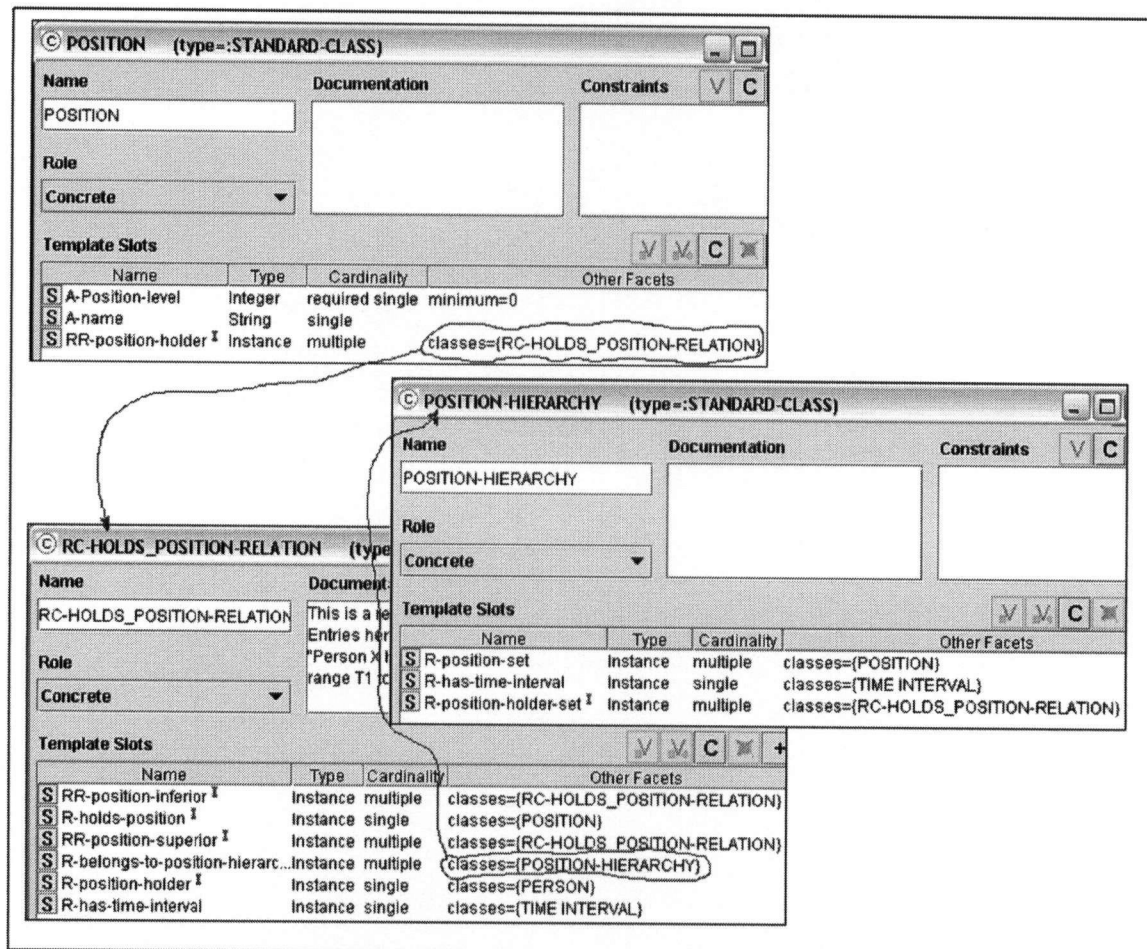 © POSITION (type=:STANDARD-CLASS)
Name Documentation Constraints V C
POSITION
Role
Concrete
Template Slots C
Name Type Cardinality Other Facets
S A-Position-level Integer required single minimum=0
S A-name String single
S RR-position-holder I Instance multiple classes={RC-HOLDS_POSITION-RELATION}
© POSITION-HIERARCHY (type=:STANDARD-CLASS)
Name Documentation Constraints V C
POSITION-HIERARCHY
Role
Concrete
Template Slots C
Name Type Cardinality Other Facets
S R-position-set Instance multiple classes={POSITION}
S R-has-time-interval Instance single classes={TIME INTERVAL}
S R-position-holder-set I Instance multiple classes={RC-HOLDS_POSITION-RELATION}
© RC-HOLDS_POSITION-RELATION (type
Name Document
RC-HOLDS_POSITION-RELATION
This is a re
Entries her
"Person X h
range T1 to
Role
Concrete
Template Slots C +
Name Type Cardinality Other Facets
S RR-position-inferior I Instance multiple classes={RC-HOLDS_POSITION-RELATION}
S R-holds-position I Instance single classes={POSITION}
S RR-position-superior I Instance multiple classes={RC-HOLDS_POSITION-RELATION}
S R-belongs-to-position-hierarc... Instance multiple classes={POSITION-HIERARCHY}
S R-position-holder I Instance single classes={PERSON}
S R-has-time-interval Instance single classes={TIME INTERVAL}